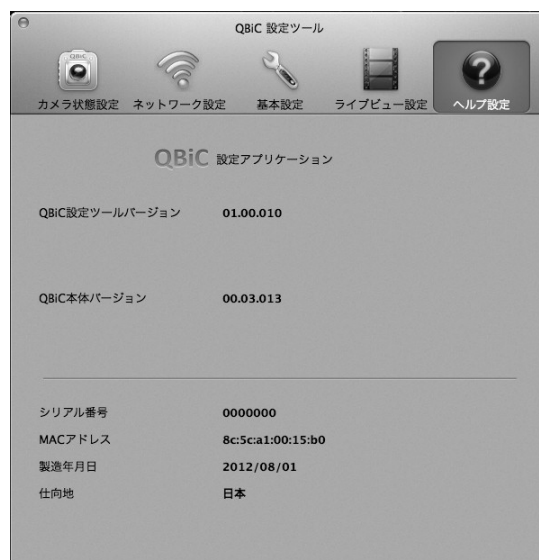 QBiC 設定ツール
QBiC
カメラ状態設定 ネットワーク設定 基本設定 ライブビュー設定 ヘルプ設定
QBiC 設定アプリケーション
QBiC設定ツールバージョン 01.00.010
QBiC本体バージョン 00.03.013
シリアル番号 0000000
MACアドレス 8c:5c:a1:00:15:b0
製造年月日 2012/08/01
仕向地 日本